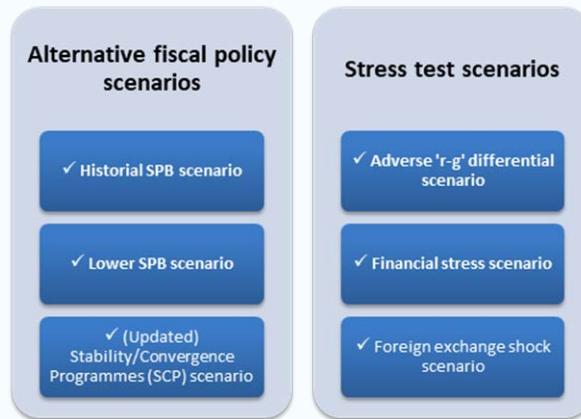 Alternative fiscal policy
scenarios
✓ Historial SPB scenario
✓ Lower SPB scenario
✓ (Updated)
Stability/Convergence
Programmes (SCP) scenario
Stress test scenarios
✓ Adverse 'r-g' differential
scenario
✓ Financial stress scenario
✓ Foreign exchange shock
scenario